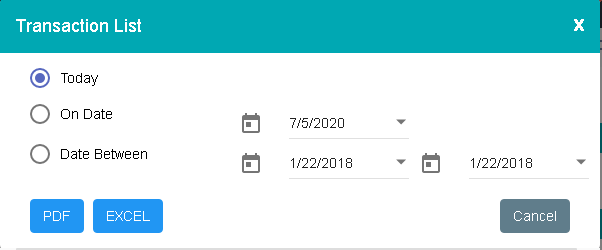 Transaction List X
Today
On Date 7/5/2020
Date Between 1/22/2018 1/22/2018
PDF EXCEL Cancel